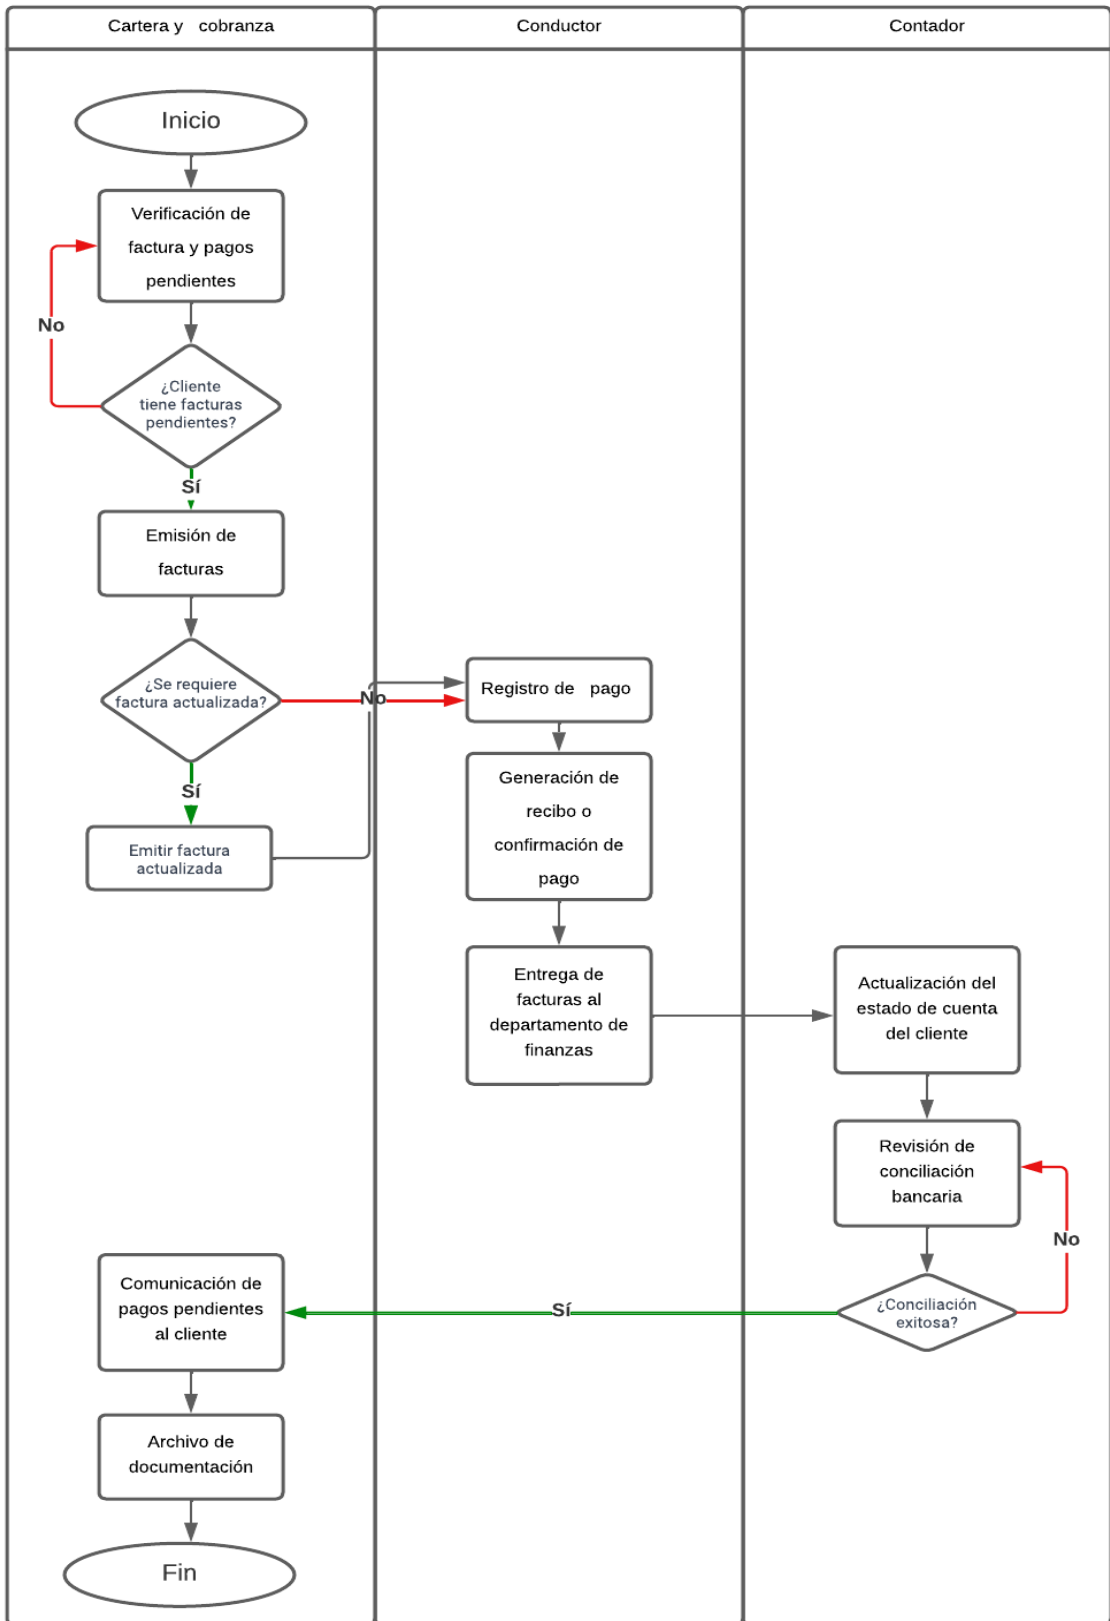 Cartera y cobranza
Conductor
Contador
Inicio
Verificación de
factura y pagos
pendientes
No
¿Cliente
tiene facturas
pendientes?
Sí
Emisión de
facturas
¿Se requiere
factura actualizada?
No
Registro de pago
Sí
Emitir factura
actualizada
Generación de
recibo o
confirmación de
pago
Entrega de
facturas al
departamento de
finanzas
Actualización del
estado de cuenta
del cliente
Revisión de
conciliación
bancaria
No
¿Conciliación
exitosa?
Sí
Comunicación de
pagos pendientes
al cliente
Archivo de
documentación
Fin